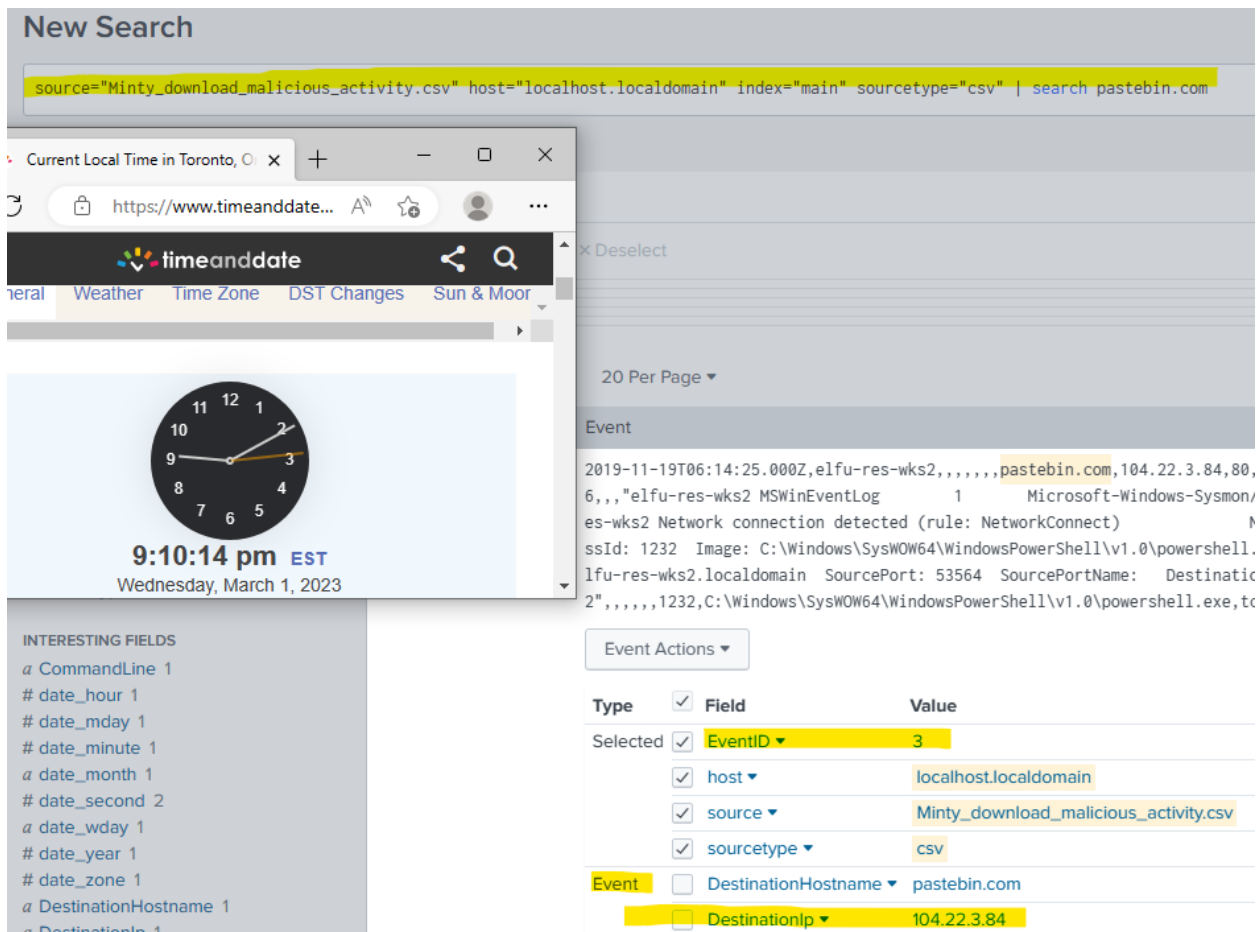 New Search
source="Minty_download_malicious_activity.csv" host="localhost.localdomain" index="main" sourcetype="csv" | search pastebin.com
Current Local Time in Toronto, O
https://www.timeanddate...
timeanddate
neral Weather Time Zone DST Changes Sun & Moor
12
11 1
10 2
9 3
8 4
7 5
6
9:10:14 pm EST
Wednesday, March 1, 2023
× Deselect
20 Per Page
Event
2019-11-19T06:14:25.000Z,elfu-res-wks2,,,,,,,pastebin.com,104.22.3.84,80,
6,,,"elfu-res-wks2 MSWinEventLog 1 Microsoft-Windows-Sysmon/
es-wks2 Network connection detected (rule: NetworkConnect)
ssId: 1232 Image: C:\Windows\SysWOW64\WindowsPowerShell\v1.0\powershell.
lfu-res-wks2.localdomain SourcePort: 53564 SourcePortName: Destinatio
2",,,,,,1232,C:\Windows\SysWOW64\WindowsPowerShell\v1.0\powershell.exe,tc
Event Actions
Type Field Value
Selected EventID 3
host localhost.localdomain
source Minty_download_malicious_activity.csv
sourcetype csv
Event DestinationHostname pastebin.com
DestinationIp 104.22.3.84
INTERESTING FIELDS
a CommandLine 1
# date_hour 1
# date_mday 1
# date_minute 1
a date_month 1
# date_second 2
a date_wday 1
# date_year 1
# date_zone 1
a DestinationHostname 1
a DestinationIp 1